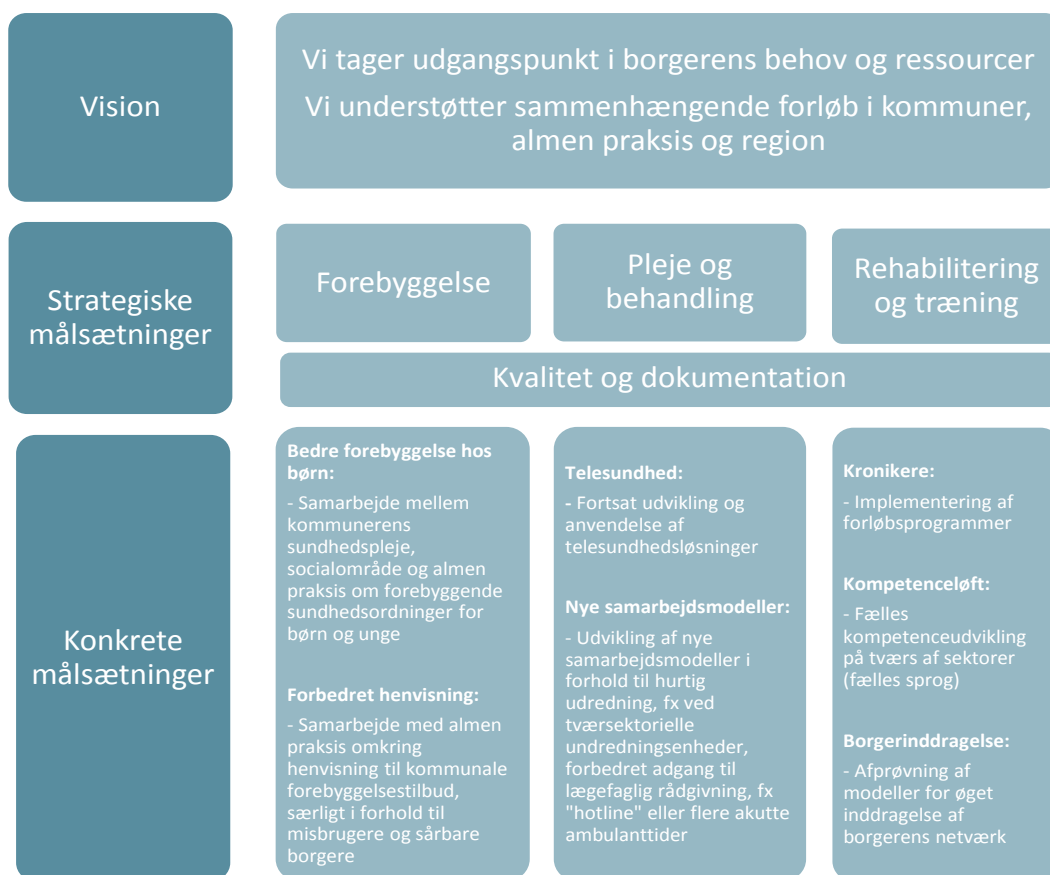 Vision
Vi tager udgangspunkt i borgerens behov og ressourcer
Vi understøtter sammenhængende forløb i kommuner,
almen praksis og region
Strategiske
målsætninger
Forebyggelse
Pleje og
behandling
Rehabilitering
og træning
Kvalitet og dokumentation
Konkrete
målsætninger
Bedre forebyggelse hos
børn:
- Samarbejde mellem
kommunerens
sundhedspleje,
socialområde og almen
praksis om forebyggende
sundhedsordninger for
børn og unge
Forbedret henvisning:
- Samarbejde med almen
praksis omkring
henvisning til kommunale
forebyggelsestilbud,
særligt i forhold til
misbrugere og sårbare
borgere
Telesundhed:
- Fortsat udvikling og
anvendelse af
telesundhedsløsninger
Nye samarbejdsmodeller:
- Udvikling af nye
samarbejdsmodeller i
forhold til hurtig
udredning, fx ved
tværsektorielle
undredningsenheder,
forbedret adgang til
lægefaglig rådgivning, fx
"hotline" eller flere akutte
ambulanttider
Kronikere:
- Implementering af
forløbsprogrammer
Kompetenceløft:
- Fælles
kompetenceudvikling
på tværs af sektorer
(fælles sprog)
Borgerinddragelse:
- Afprøvning af
modeller for øget
inddragelse af
borgerens netværk